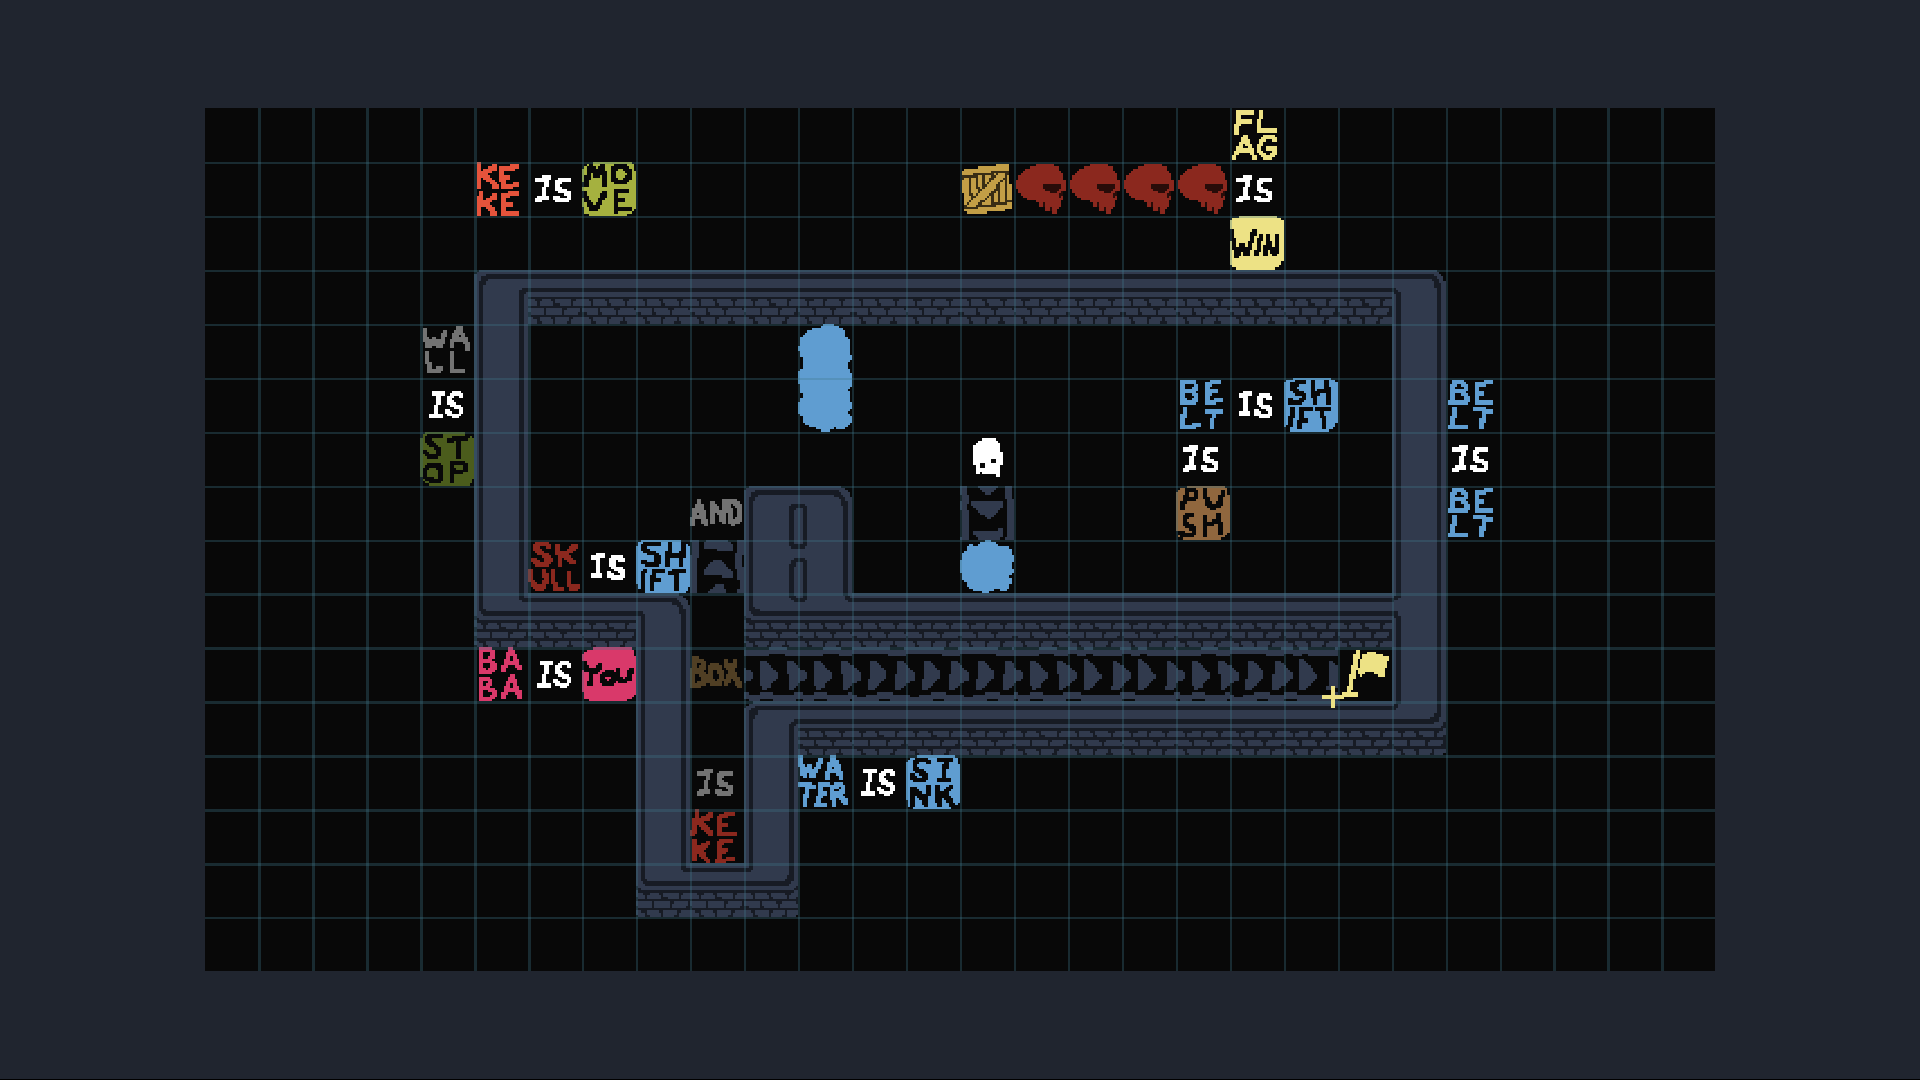 FLAG
KEKE IS MOVE IS
WIN
WALL
IS BELT IS SHIFT BELT
STOP IS IS
AND PUSH BELT
SKULL IS SHIFT
BABA IS YOU BOX
IS WATER IS SINK
KEKE